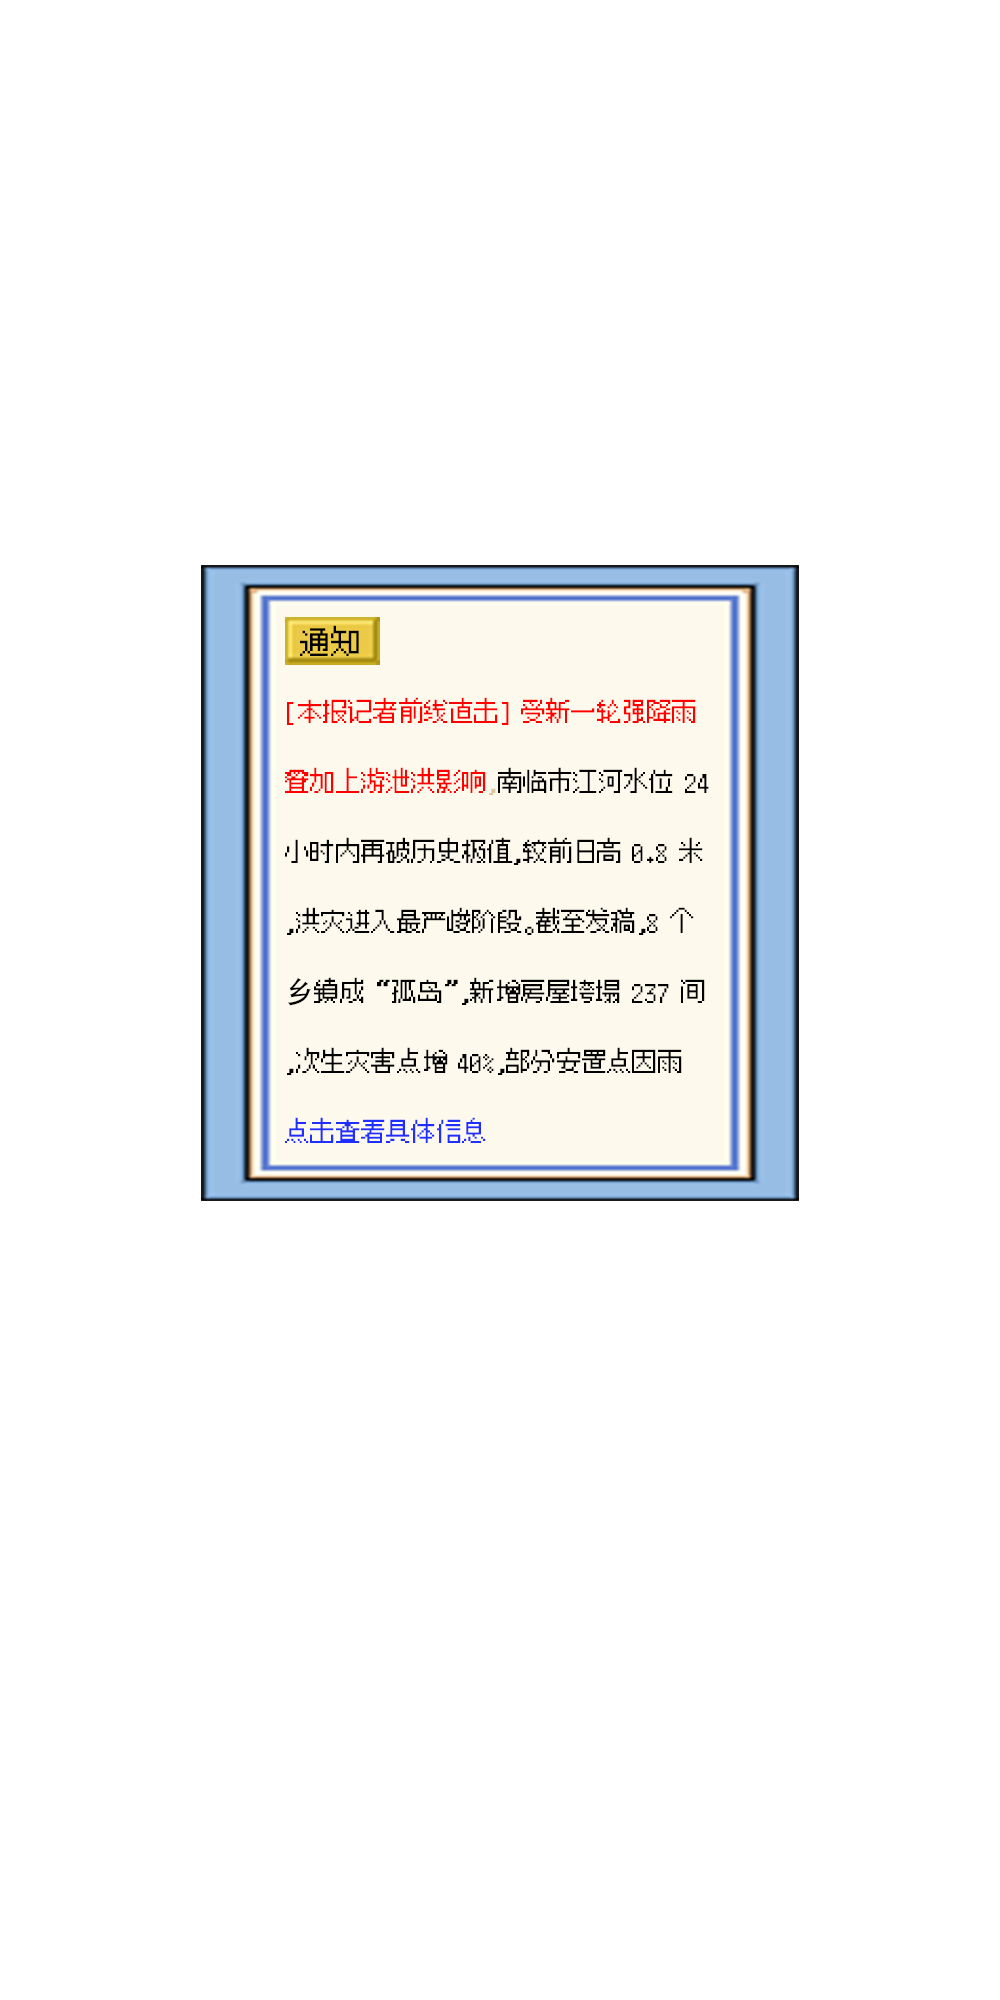 通知
[本报记者前线直击] 受新一轮强降雨
叠加上游泄洪影响,南临市江河水位 24
小时内再破历史极值,较前日高 0.8 米
,洪灾进入最严峻阶段。截至发稿,8 个
乡镇成 “孤岛”,新增房屋垮塌 237 间
,次生灾害点增 40%,部分安置点因雨
点击查看具体信息